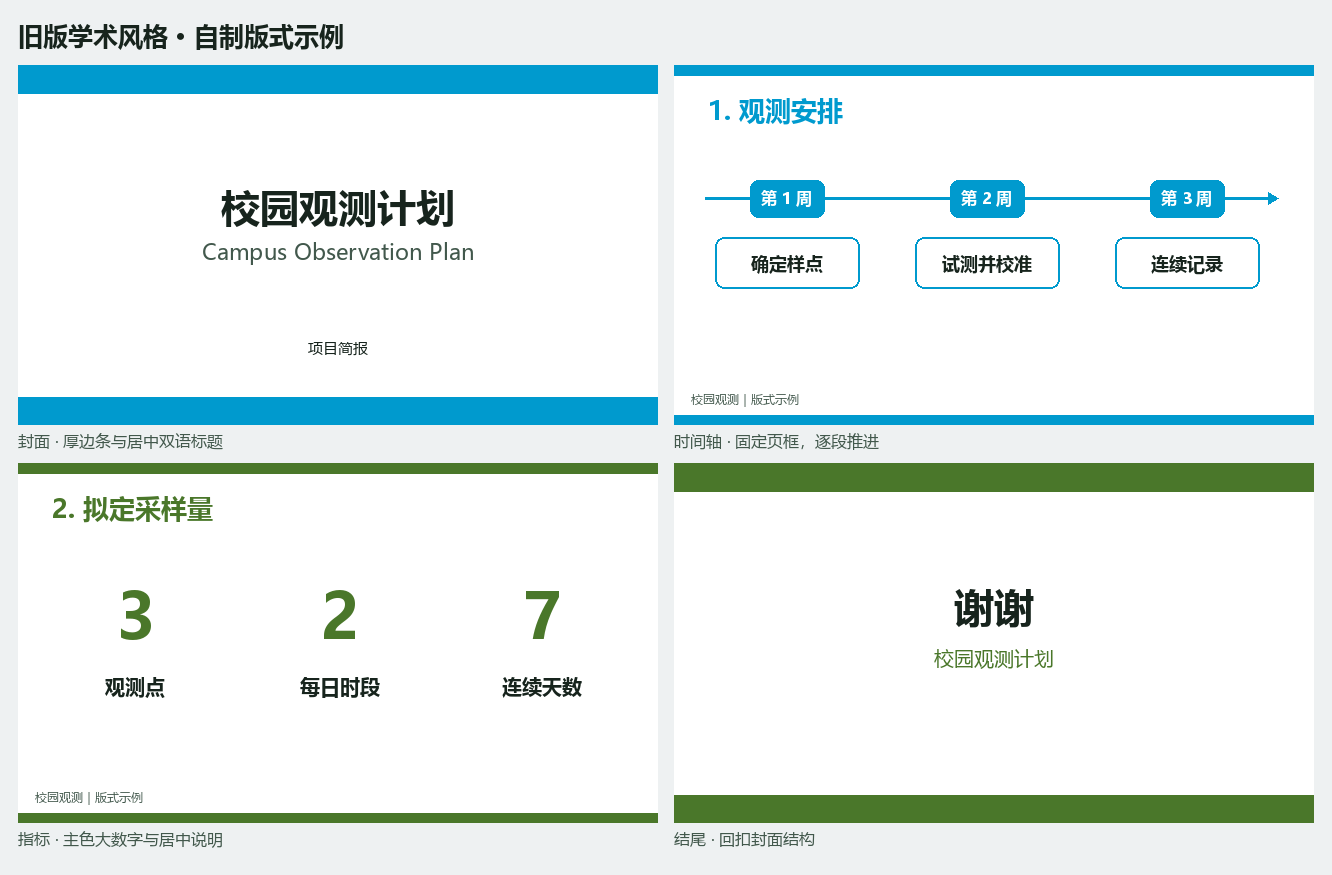 旧版学术风格·自制版式示例
校园观测计划
Campus Observation Plan
项目简报
封面 · 厚边条与居中双语标题
1. 观测安排
第 1 周
第 2 周
第 3 周
确定样点
试测并校准
连续记录
校园观测｜版式示例
时间轴 · 固定页框，逐段推进
2. 拟定采样量
3
2
7
观测点
每日时段
连续天数
校园观测｜版式示例
指标 · 主色大数字与居中说明
谢谢
校园观测计划
结尾 · 回扣封面结构